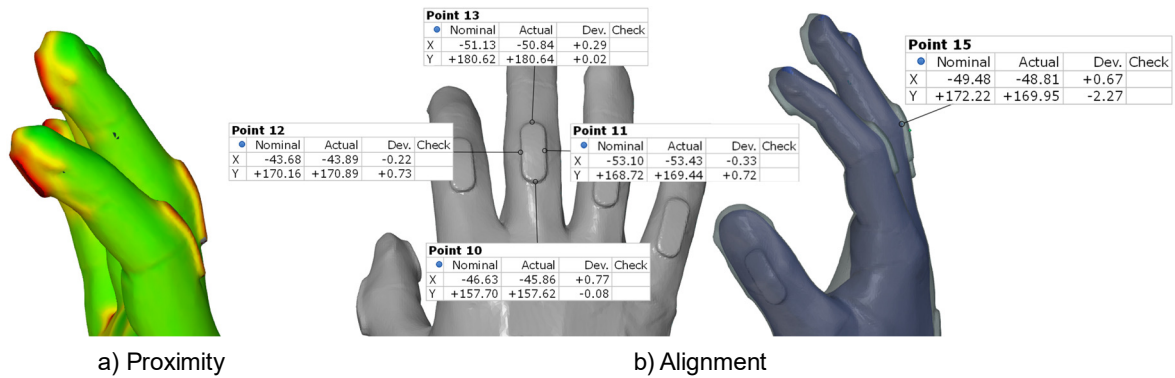 Point 13
Nominal Actual Dev. Check
X -51.13 -50.84 +0.29
Y +180.62 +180.64 +0.02
Point 15
Nominal Actual Dev. Check
X -49.48 -48.81 +0.67
Y +172.22 +169.95 -2.27
Point 12
Nominal Actual Dev. Check
X -43.68 -43.89 -0.22
Y +170.16 +170.89 +0.73
Point 11
Nominal Actual Dev. Check
X -53.10 -53.43 -0.33
Y +168.72 +169.44 +0.72
Point 10
Nominal Actual Dev. Check
X -46.63 -45.86 +0.77
Y +157.70 +157.62 -0.08
a) Proximity
b) Alignment